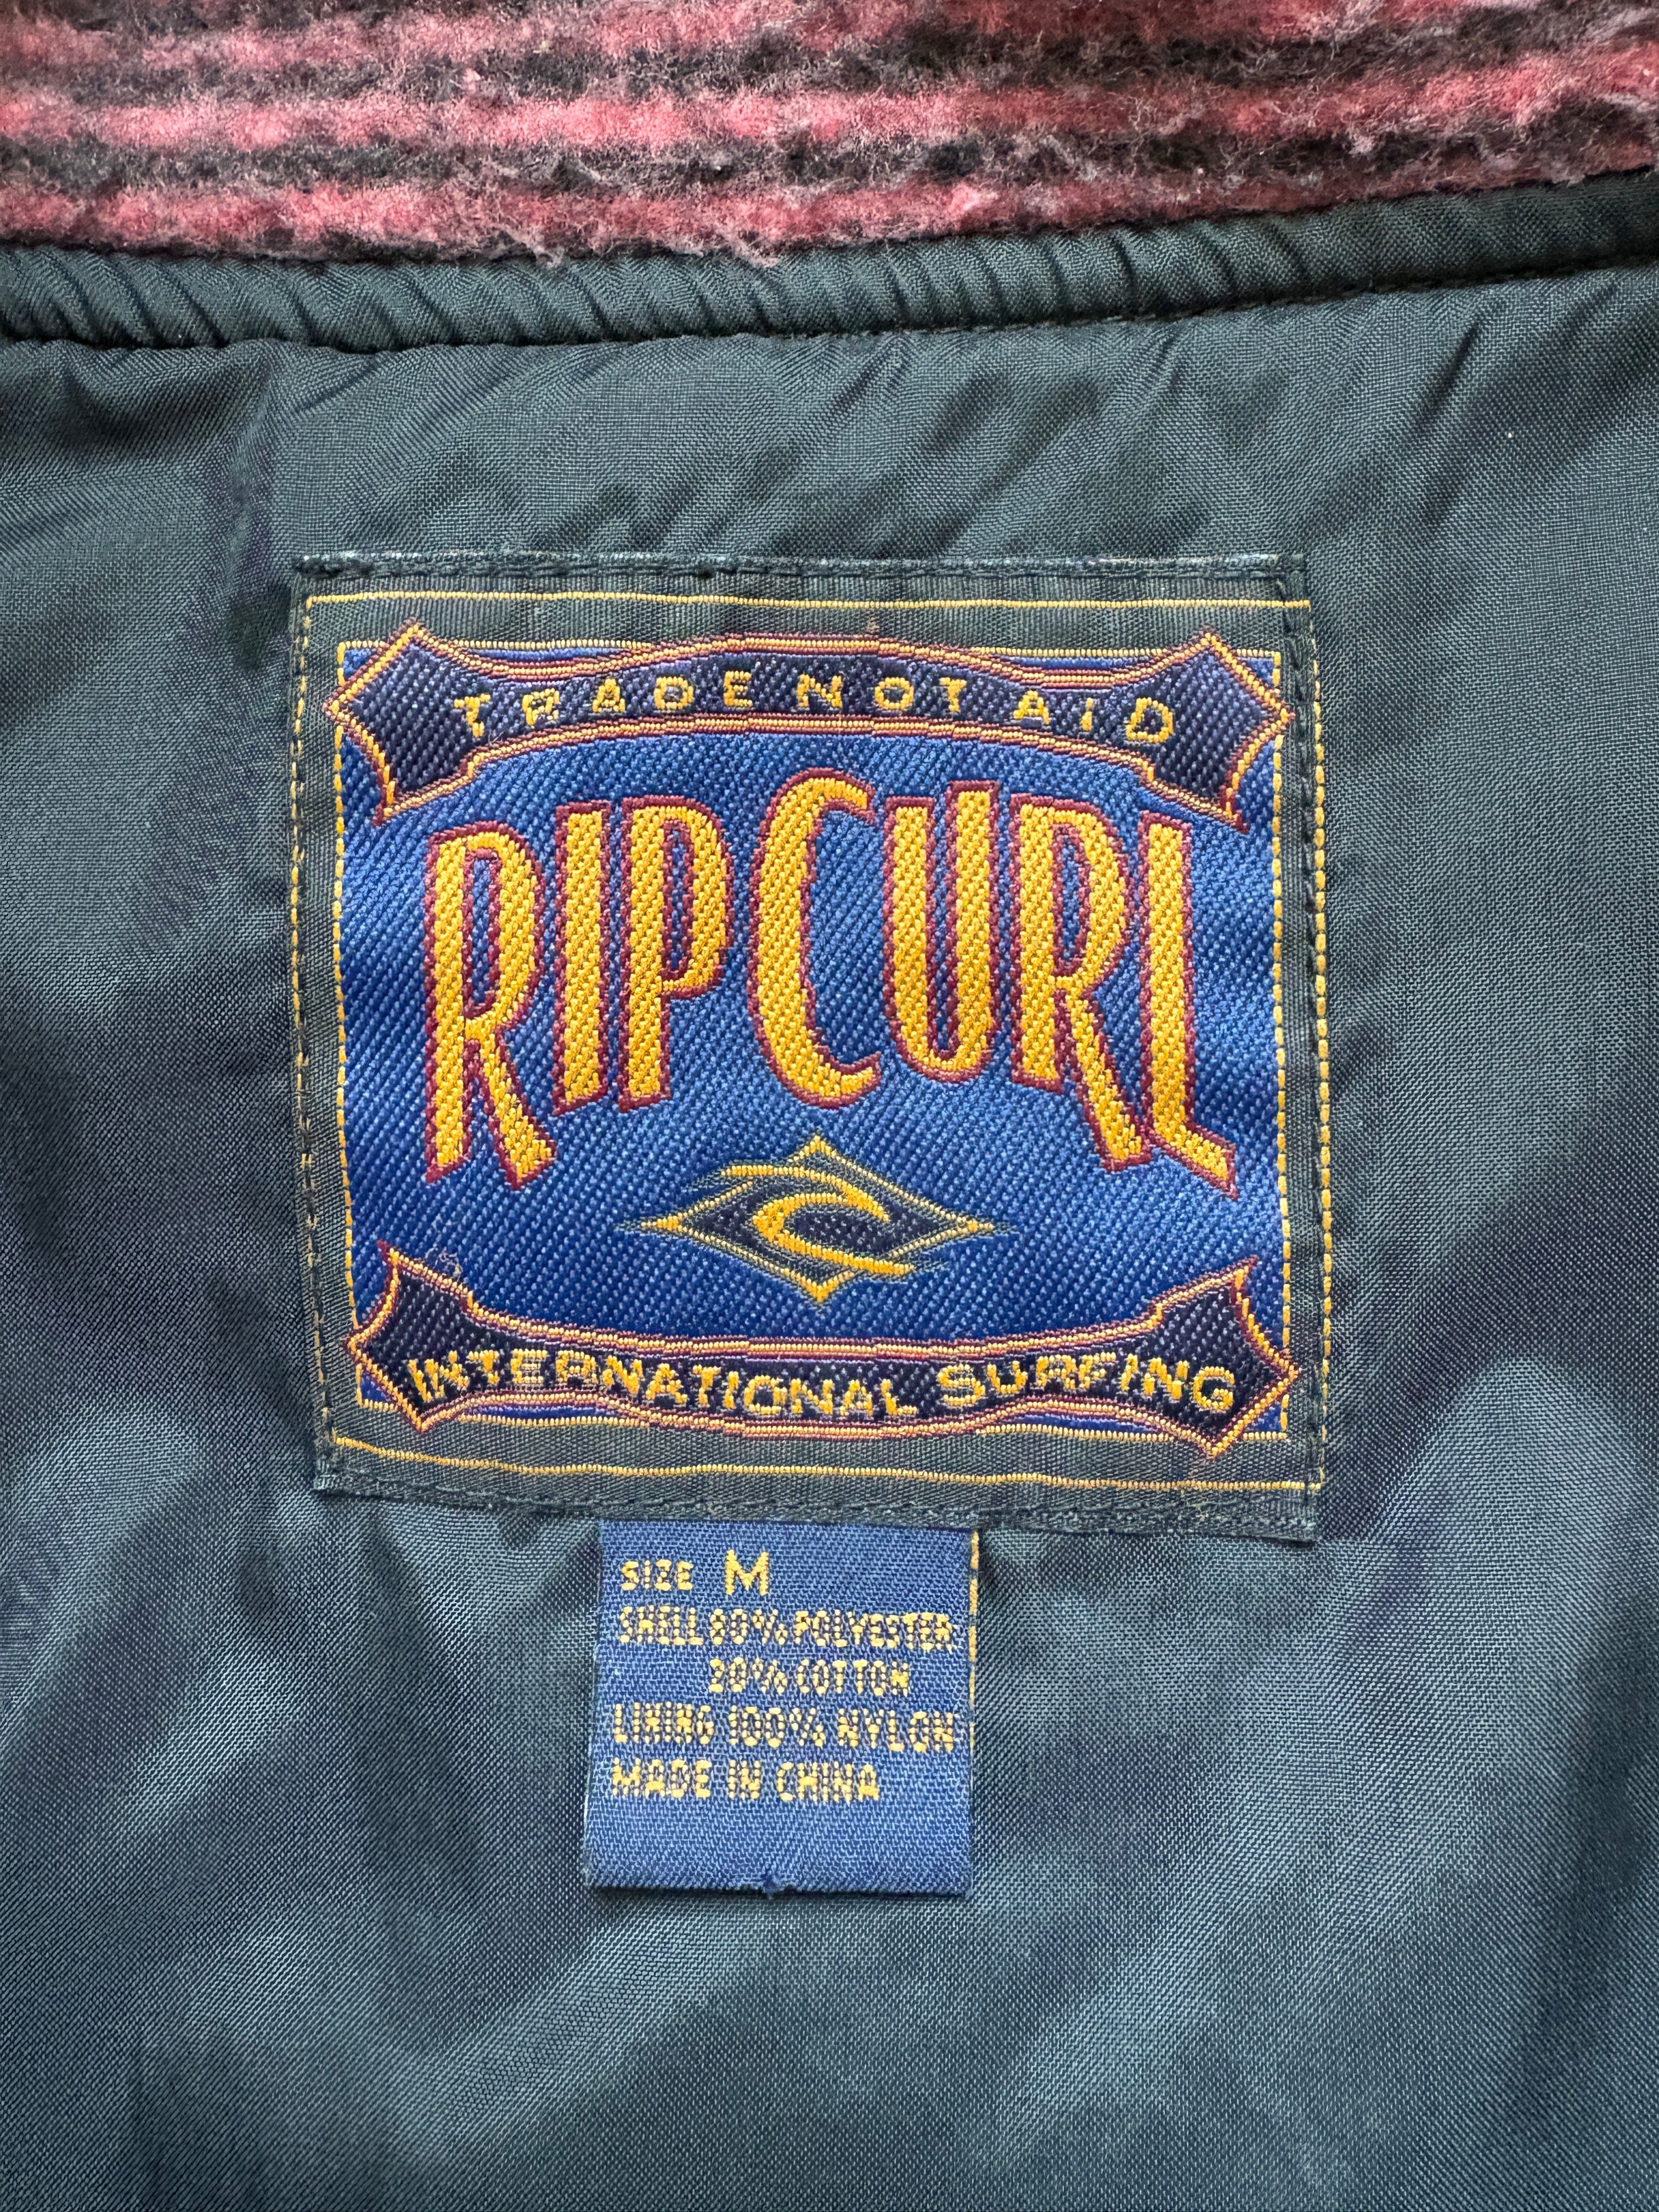 TRADE NOT AID
RIP CURL
INTERNATIONAL SURFING
SIZE M
SHELL 80% POLYESTER
20% COTTON
LINING 100% NYLON
MADE IN CHINA